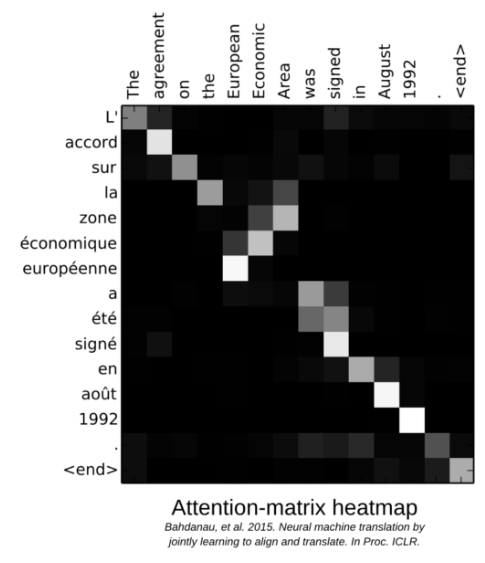 The agreement on the European Economic Area was signed in August 1992 . <end>
L'
accord
sur
la
zone
économique
européenne
a
été
signé
en
août
1992
.
<end>
Attention-matrix heatmap
Bahdanau, et al. 2015. Neural machine translation by
jointly learning to align and translate. In Proc. ICLR.